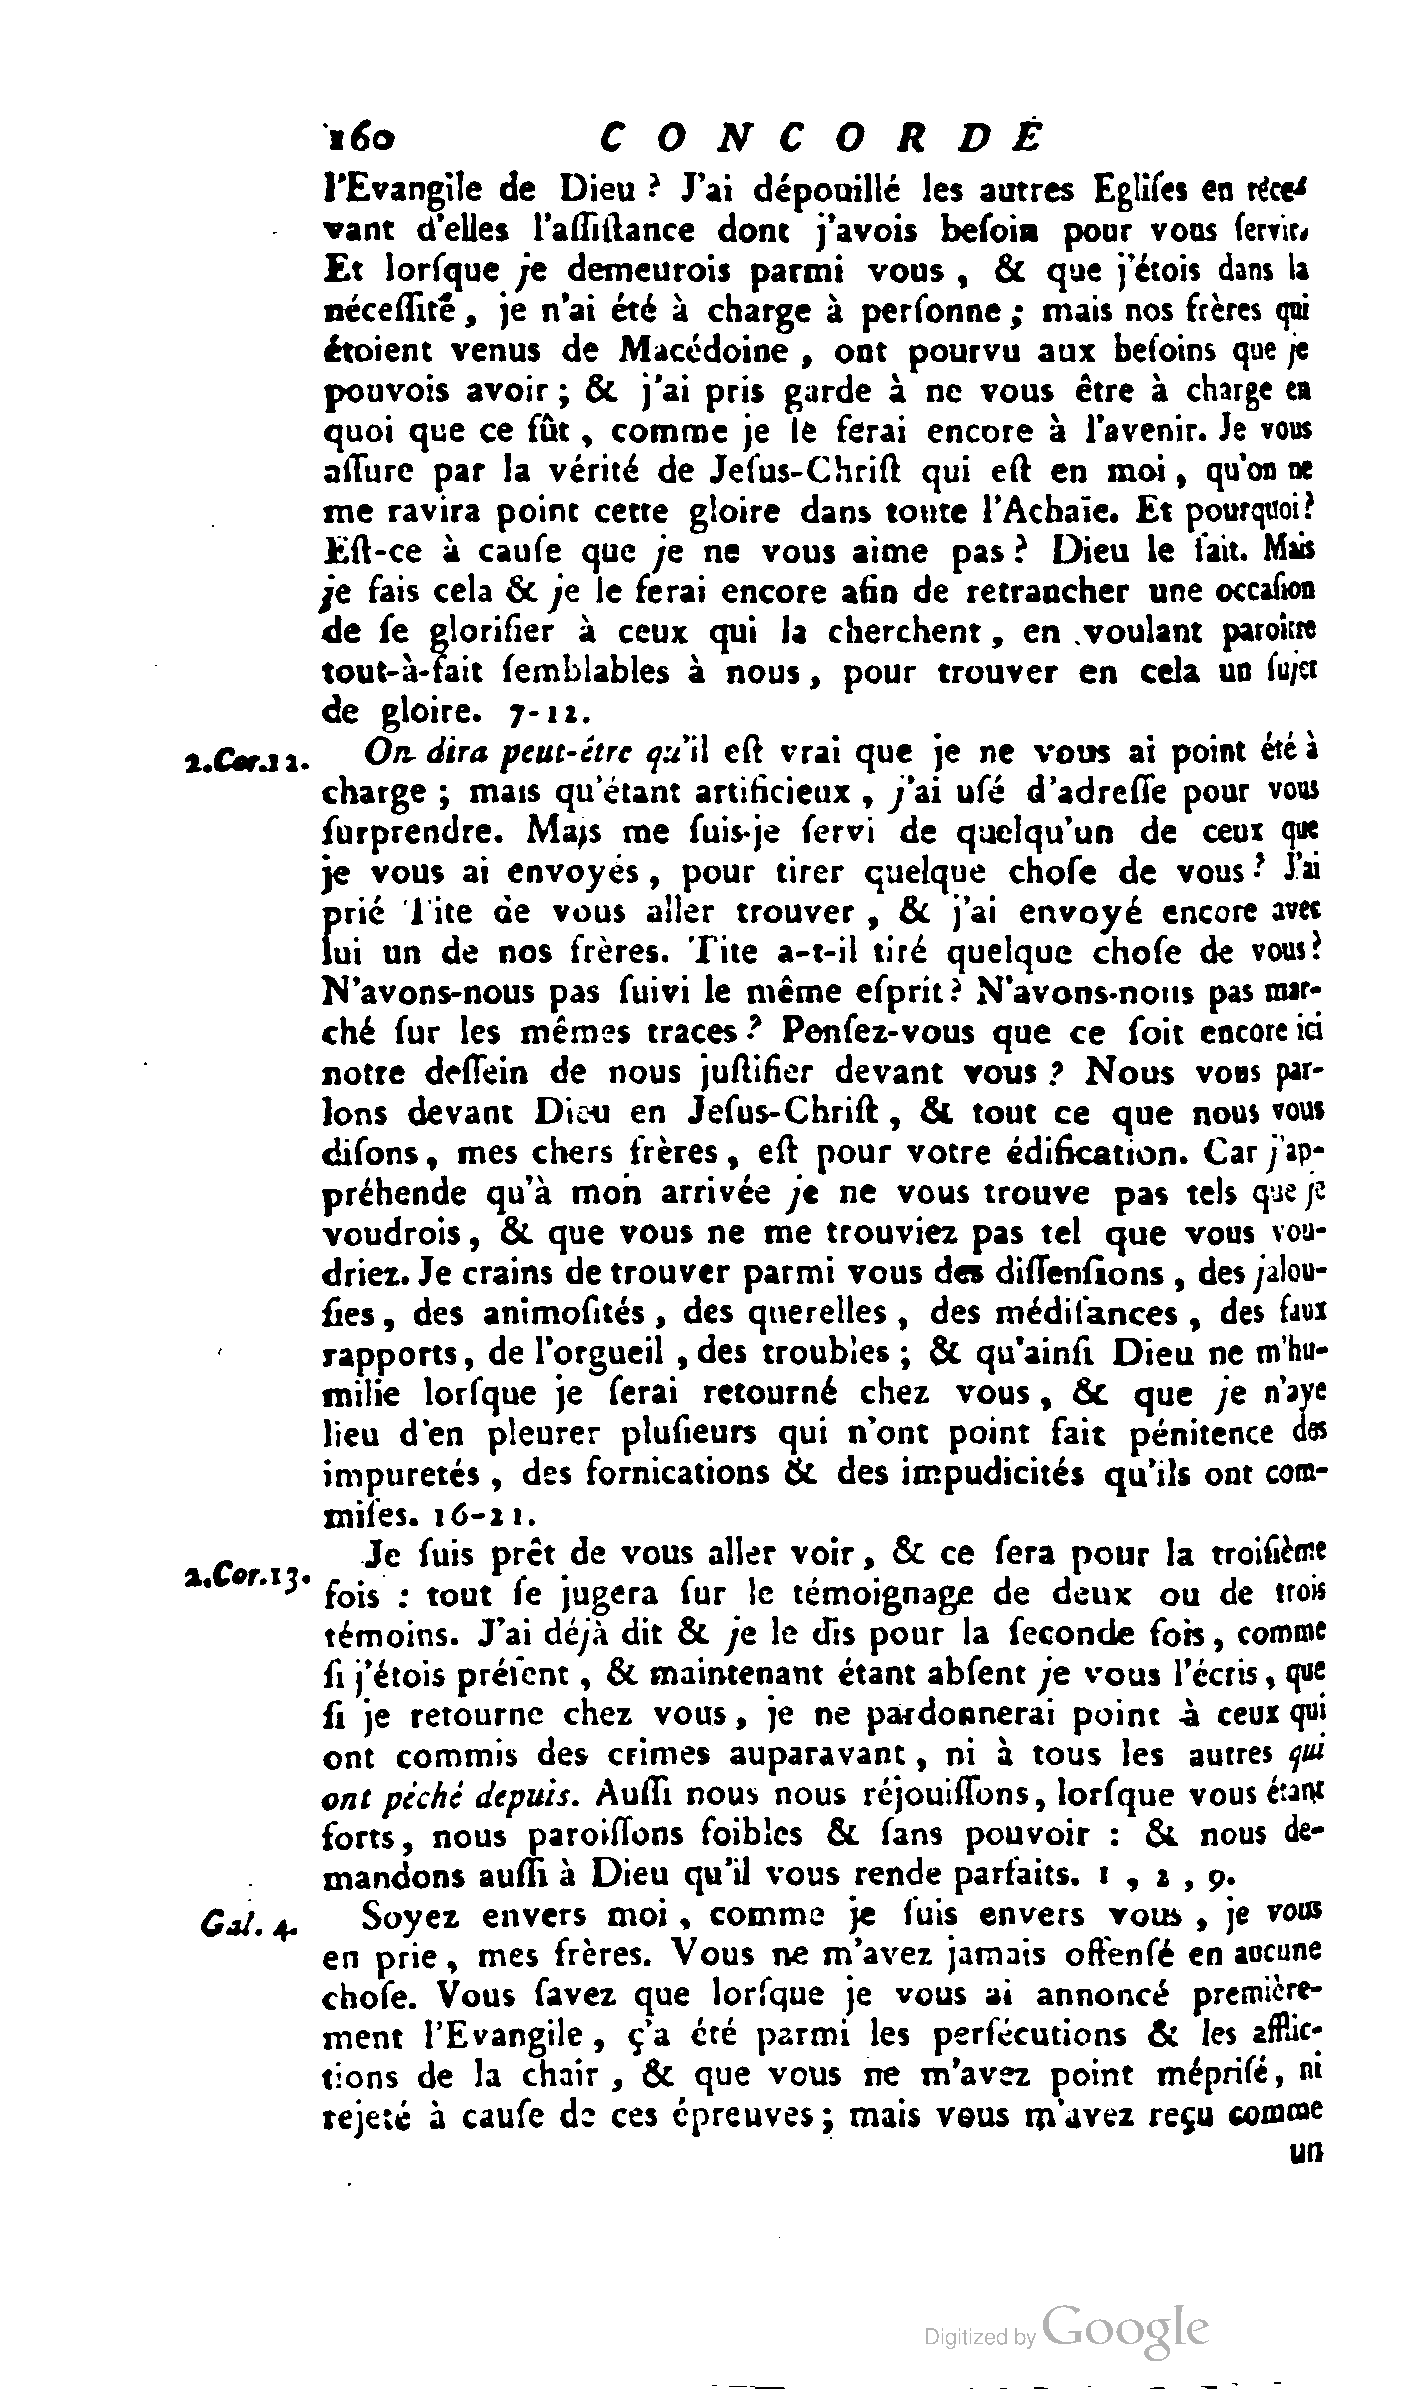 160 CONCORDE
l'Evangile de Dieu ? J'ai dépouillé les autres Egliſes en réce-
vant d'elles l'aſſiſtance dont j'avois beſoin pour vous ſervir.
Et lorſque je demeurois parmi vous , & que j'étois dans la
néceſſité , je n'ai été à charge à perſonne ; mais nos frères qui
étoient venus de Macédoine , ont pourvu aux beſoins que je
pouvois avoir ; & j'ai pris garde à ne vous être à charge en
quoi que ce fût , comme je le ferai encore à l'avenir. Je vous
aſſure par la vérité de Jeſus-Chriſt qui eſt en moi , qu'on ne
me ravira point cette gloire dans toute l'Achaïe. Et pourquoi ?
Eſt-ce à cauſe que je ne vous aime pas ? Dieu le ſait. Mais
je fais cela & je le ferai encore afin de retrancher une occaſion
de ſe glorifier à ceux qui la cherchent , en voulant paroître
tout-à-fait ſemblables à nous , pour trouver en cela un ſujet
de gloire. 7-12.
2.Cor.12. On dira peut-être qu'il eſt vrai que je ne vous ai point été à
charge ; mais qu'étant artificieux , j'ai uſé d'adreſſe pour vous
ſurprendre. Mais me ſuis-je ſervi de quelqu'un de ceux que
je vous ai envoyés , pour tirer quelque choſe de vous ? J'ai
prié Tite de vous aller trouver , & j'ai envoyé encore avec
lui un de nos frères. Tite a-t-il tiré quelque choſe de vous ?
N'avons-nous pas ſuivi le même eſprit ? N'avons-nous pas mar-
ché ſur les mêmes traces ? Penſez-vous que ce ſoit encore ici
notre deſſein de nous juſtifier devant vous ? Nous vous par-
lons devant Dieu en Jeſus-Chriſt , & tout ce que nous vous
diſons , mes chers frères , eſt pour votre édification. Car j'ap-
préhende qu'à mon arrivée je ne vous trouve pas tels que je
voudrois , & que vous ne me trouviez pas tel que vous vou-
driez. Je crains de trouver parmi vous des diſſenſions , des jalou-
ſies , des animoſités , des querelles , des médiſances , des faux
rapports , de l'orgueil , des troubles ; & qu'ainſi Dieu ne m'hu-
milie lorſque je ſerai retourné chez vous , & que je n'aye
lieu d'en pleurer pluſieurs qui n'ont point fait pénitence des
impuretés , des fornications & des impudicités qu'ils ont com-
miſes. 16-21.
2.Cor.13. Je ſuis prêt de vous aller voir , & ce ſera pour la troiſième
fois : tout ſe jugera ſur le témoignage de deux ou de trois
témoins. J'ai déjà dit & je le dis pour la ſeconde fois , comme
ſi j'étois préſent , & maintenant étant abſent je vous l'écris , que
ſi je retourne chez vous , je ne pardonnerai point à ceux qui
ont commis des crimes auparavant , ni à tous les autres qui
ont péché depuis. Auſſi nous nous réjouiſſons , lorſque vous étant
forts , nous paroiſſons foibles & ſans pouvoir : & nous de-
mandons auſſi à Dieu qu'il vous rende parfaits. 1 , 2 , 9.
Gal. 4. Soyez envers moi , comme je ſuis envers vous , je vous
en prie , mes frères. Vous ne m'avez jamais offenſé en aucune
choſe. Vous ſavez que lorſque je vous ai annoncé première-
ment l'Evangile , ç'a été parmi les perſécutions & les afflic-
tions de la chair , & que vous ne m'avez point mépriſé , ni
rejeté à cauſe de ces épreuves ; mais vous m'avez reçu comme
un
Digitized by Google